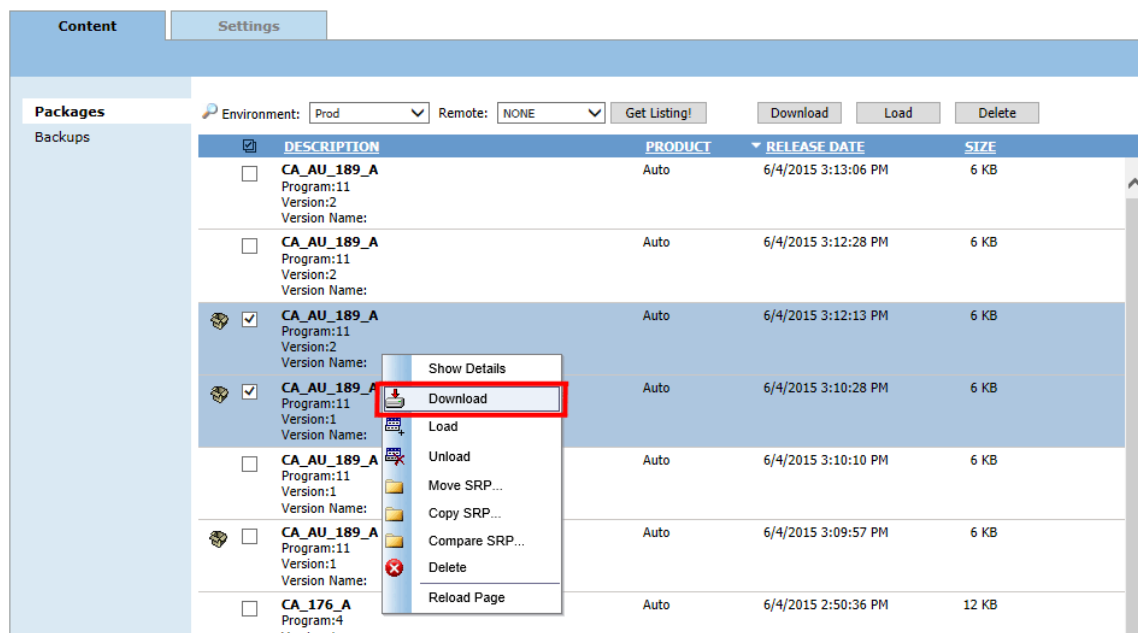 Content Settings
Packages
Backups
Environment: Prod Remote: NONE Get Listing! Download Load Delete
DESCRIPTION PRODUCT RELEASE DATE SIZE
CA_AU_189_A Auto 6/4/2015 3:13:06 PM 6 KB
Program:11
Version:2
Version Name:
CA_AU_189_A Auto 6/4/2015 3:12:28 PM 6 KB
Program:11
Version:2
Version Name:
CA_AU_189_A Auto 6/4/2015 3:12:13 PM 6 KB
Program:11
Version:2
Version Name:
CA_AU_189_A Auto 6/4/2015 3:10:28 PM 6 KB
Program:11
Version:1
Version Name:
CA_AU_189_A Auto 6/4/2015 3:10:10 PM 6 KB
Program:11
Version:1
Version Name:
CA_AU_189_A Auto 6/4/2015 3:09:57 PM 6 KB
Program:11
Version:1
Version Name:
CA_176_A Auto 6/4/2015 2:50:36 PM 12 KB
Program:4
Show Details
Download
Load
Unload
Move SRP...
Copy SRP...
Compare SRP...
Delete
Reload Page